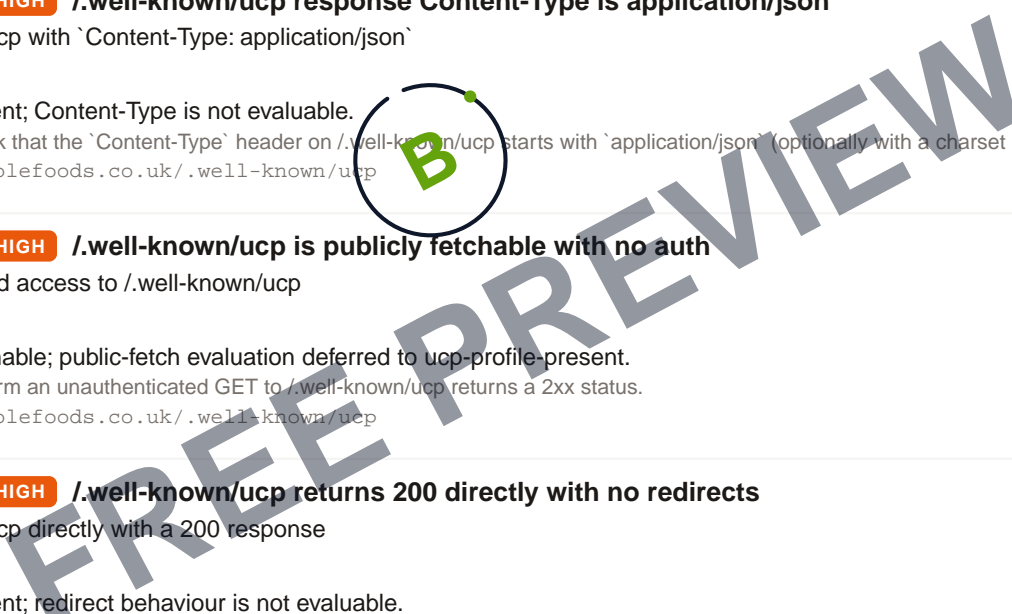 HIGH /.well-known/ucp response Content-Type is application/json
cp with `Content-Type: application/json`
ent; Content-Type is not evaluable.
k that the `Content-Type` header on /.well-known/ucp starts with `application/json` (optionally with a charset
plefoods.co.uk/.well-known/ucp
B
HIGH /.well-known/ucp is publicly fetchable with no auth
d access to /.well-known/ucp
nable; public-fetch evaluation deferred to ucp-profile-present.
rm an unauthenticated GET to /.well-known/ucp returns a 2xx status.
plefoods.co.uk/.well-known/ucp
HIGH /.well-known/ucp returns 200 directly with no redirects
cp directly with a 200 response
ent; redirect behaviour is not evaluable.
FREE PREVIEW